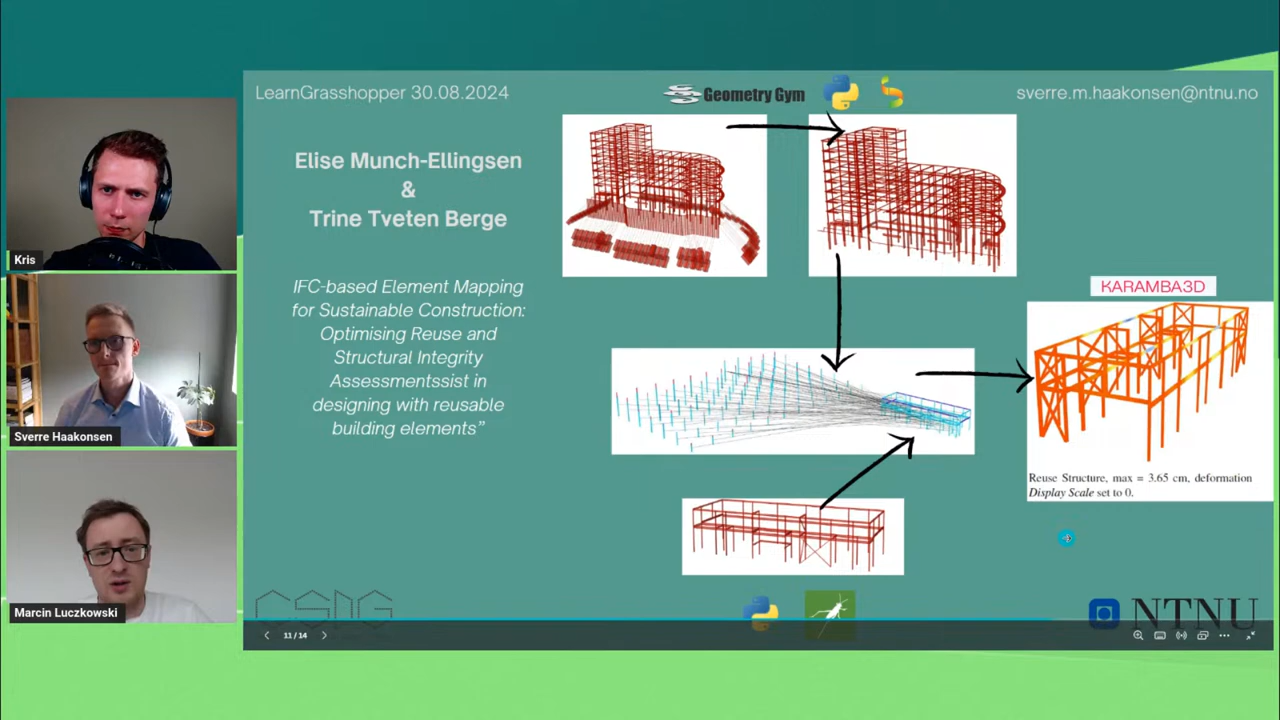 LearnGrasshopper 30.08.2024
Geometry Gym
sverre.m.haakonsen@ntnu.no
Elise Munch-Ellingsen
&
Trine Tveten Berge
IFC-based Element Mapping
for Sustainable Construction:
Optimising Reuse and
Structural Integrity
Assessmentssist in
designing with reusable
building elements”
KARAMBA3D
Reuse Structure, max = 3.65 cm, deformation
Display Scale set to 0.
Kris
Sverre Haakonsen
Marcin Luczkowski
CSDG
NTNU
11 / 14